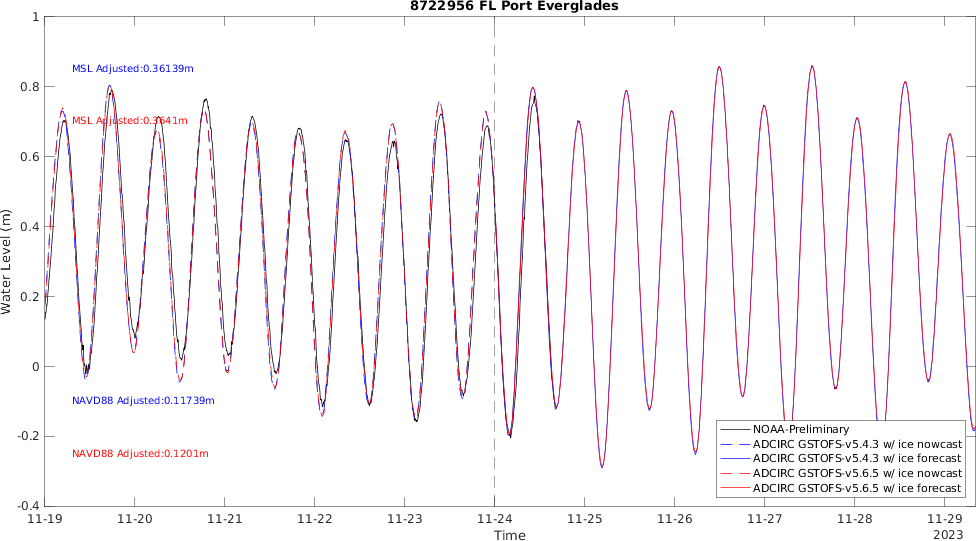 8722956 FL Port Everglades
1
0.8
0.6
0.4
0.2
0
-0.2
-0.4
Water Level (m)
MSL Adjusted:0.36139m
MSL Adjusted:0.3641m
NAVD88 Adjusted:0.11739m
NAVD88 Adjusted:0.1201m
NOAA-Preliminary
ADCIRC GSTOFS-v5.4.3 w/ ice nowcast
ADCIRC GSTOFS-v5.4.3 w/ ice forecast
ADCIRC GSTOFS-v5.6.5 w/ ice nowcast
ADCIRC GSTOFS-v5.6.5 w/ ice forecast
11-19 11-20 11-21 11-22 11-23 11-24 11-25 11-26 11-27 11-28 11-29
2023
Time